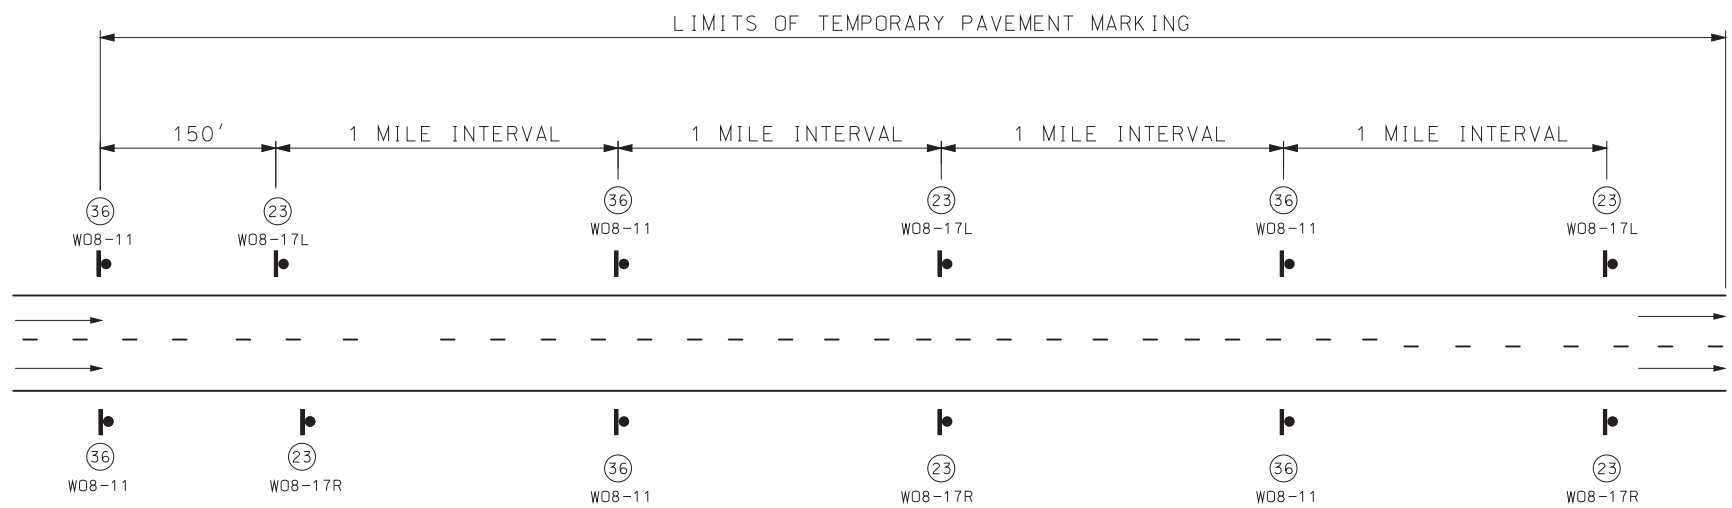 LIMITS OF TEMPORARY PAVEMENT MARKING
150' 1 MILE INTERVAL 1 MILE INTERVAL 1 MILE INTERVAL 1 MILE INTERVAL
36 23 36 23 36 23
WO8-11 WO8-17L WO8-11 WO8-17L WO8-11 WO8-17L
36 23 36 23 36 23
WO8-11 WO8-17R WO8-11 WO8-17R WO8-11 WO8-17R